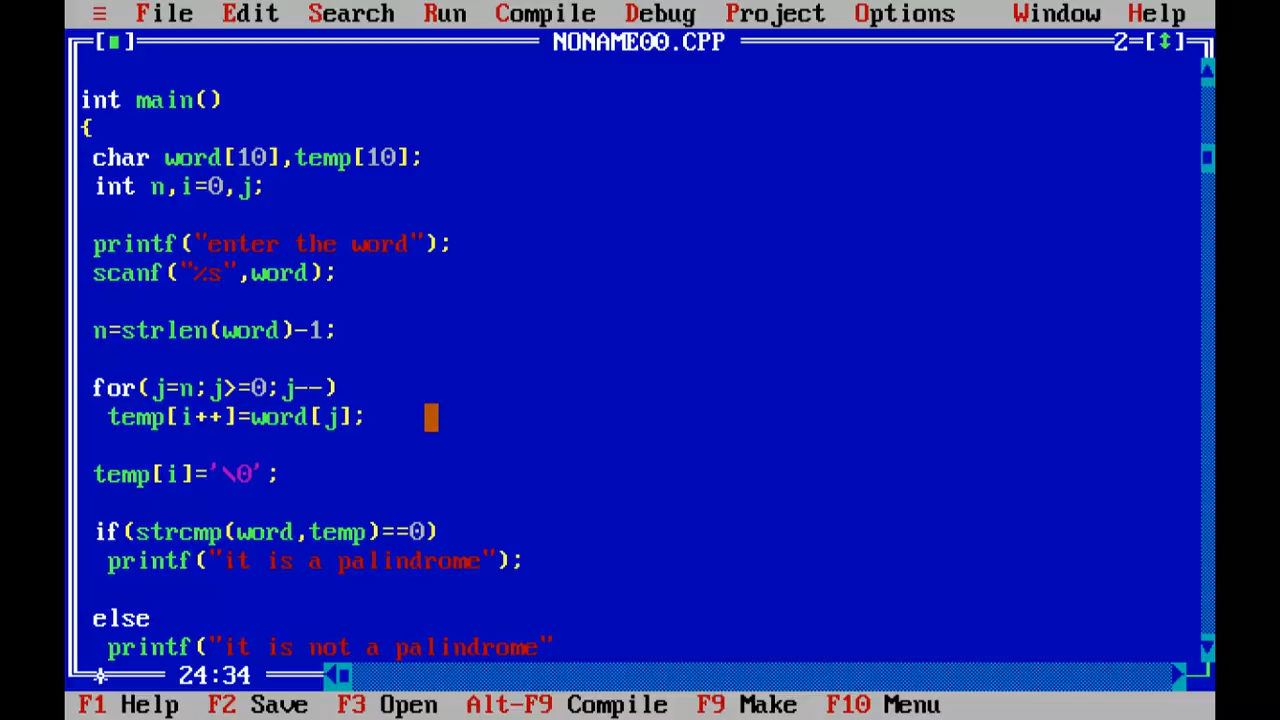 ≡ File Edit Search Run Compile Debug Project Options Window Help
[■] NONAME00.CPP 2=[↕]
int main()
{
char word[10],temp[10];
int n,i=0,j;
printf("enter the word");
scanf("%s",word);
n=strlen(word)-1;
for(j=n;j>=0;j--)
temp[i++]=word[j];
temp[i]='\0';
if(strcmp(word,temp)==0)
printf("it is a palindrome");
else
printf("it is not a palindrome"
24:34
F1 Help F2 Save F3 Open Alt-F9 Compile F9 Make F10 Menu